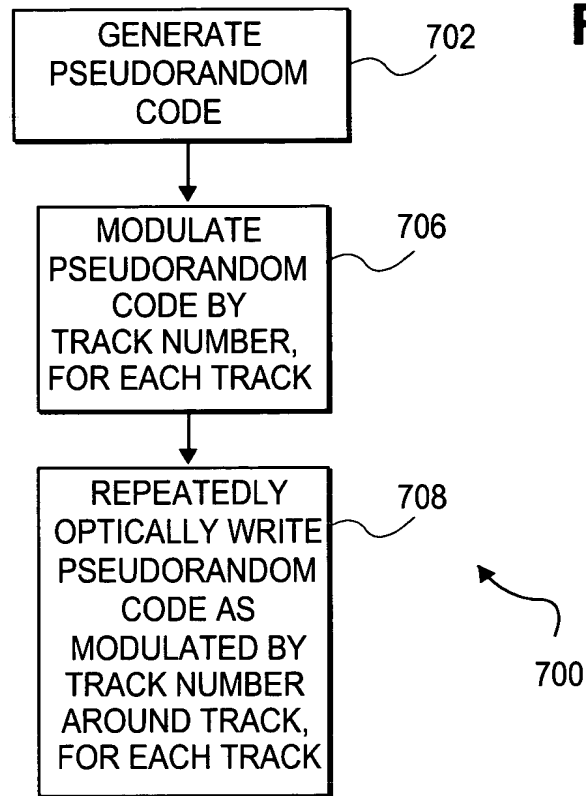 GENERATE
PSEUDORANDOM
CODE
702
MODULATE
PSEUDORANDOM
CODE BY
TRACK NUMBER,
FOR EACH TRACK
706
REPEATEDLY
OPTICALLY WRITE
PSEUDORANDOM
CODE AS
MODULATED BY
TRACK NUMBER
AROUND TRACK,
FOR EACH TRACK
708
700